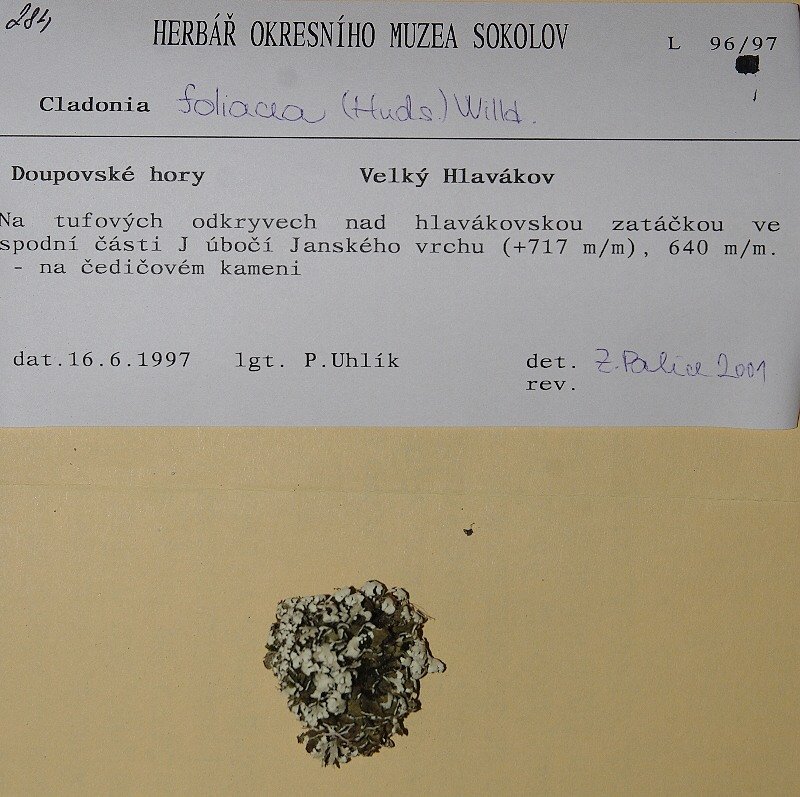 284
HERBÁŘ OKRESNÍHO MUZEA SOKOLOV L 96/97
Cladonia foliacea (Huds.) Willd.
Doupovské hory Velký Hlavákov
Na tufových odkryvech nad hlavákovskou zatáčkou ve
spodní části J úbočí Janského vrchu (+717 m/m), 640 m/m.
- na čedičovém kameni
dat.16.6.1997 lgt. P.Uhlík det. Z. Palice 2001
rev.